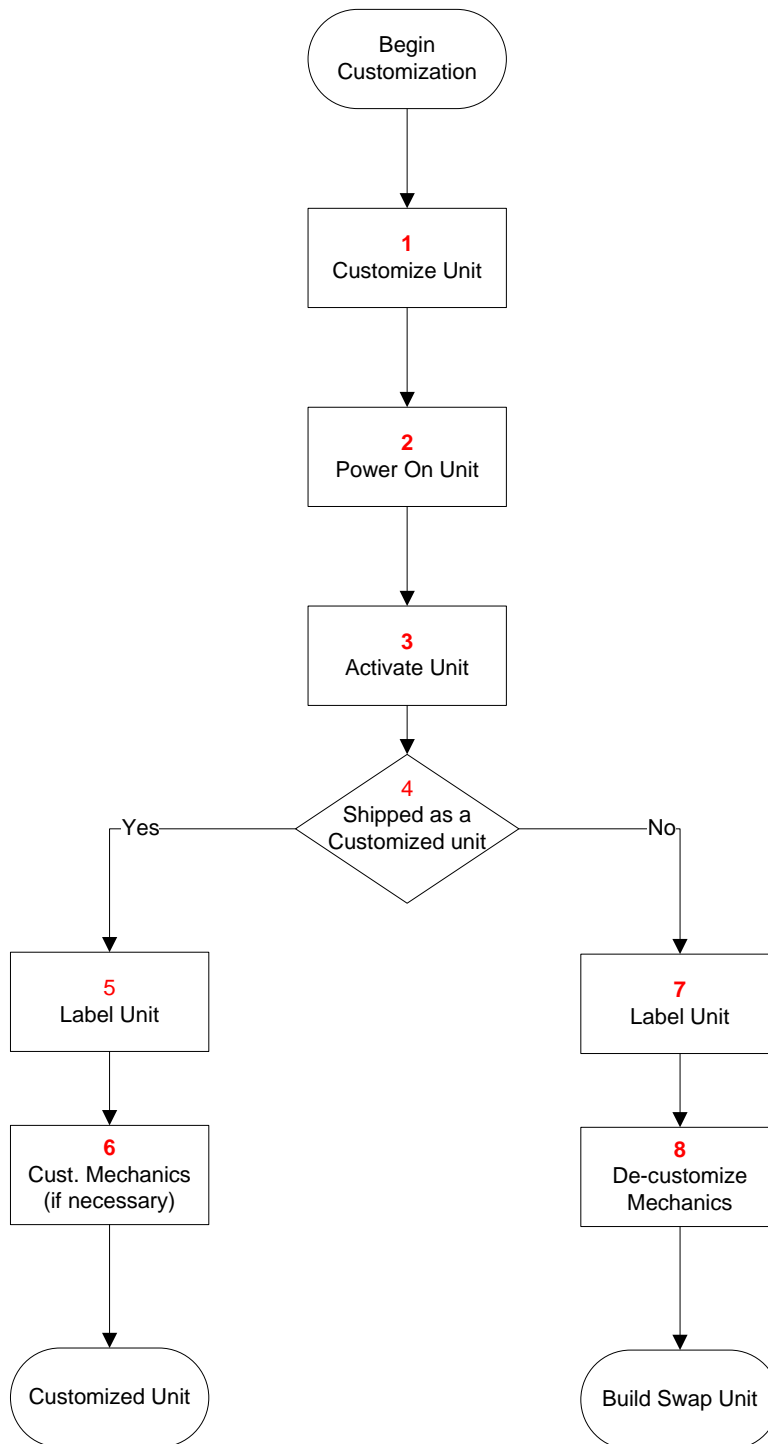 Begin
Customization
1
Customize Unit
2
Power On Unit
3
Activate Unit
4
Shipped as a
Customized unit
Yes
No
5
Label Unit
7
Label Unit
6
Cust. Mechanics
(if necessary)
8
De-customize
Mechanics
Customized Unit
Build Swap Unit